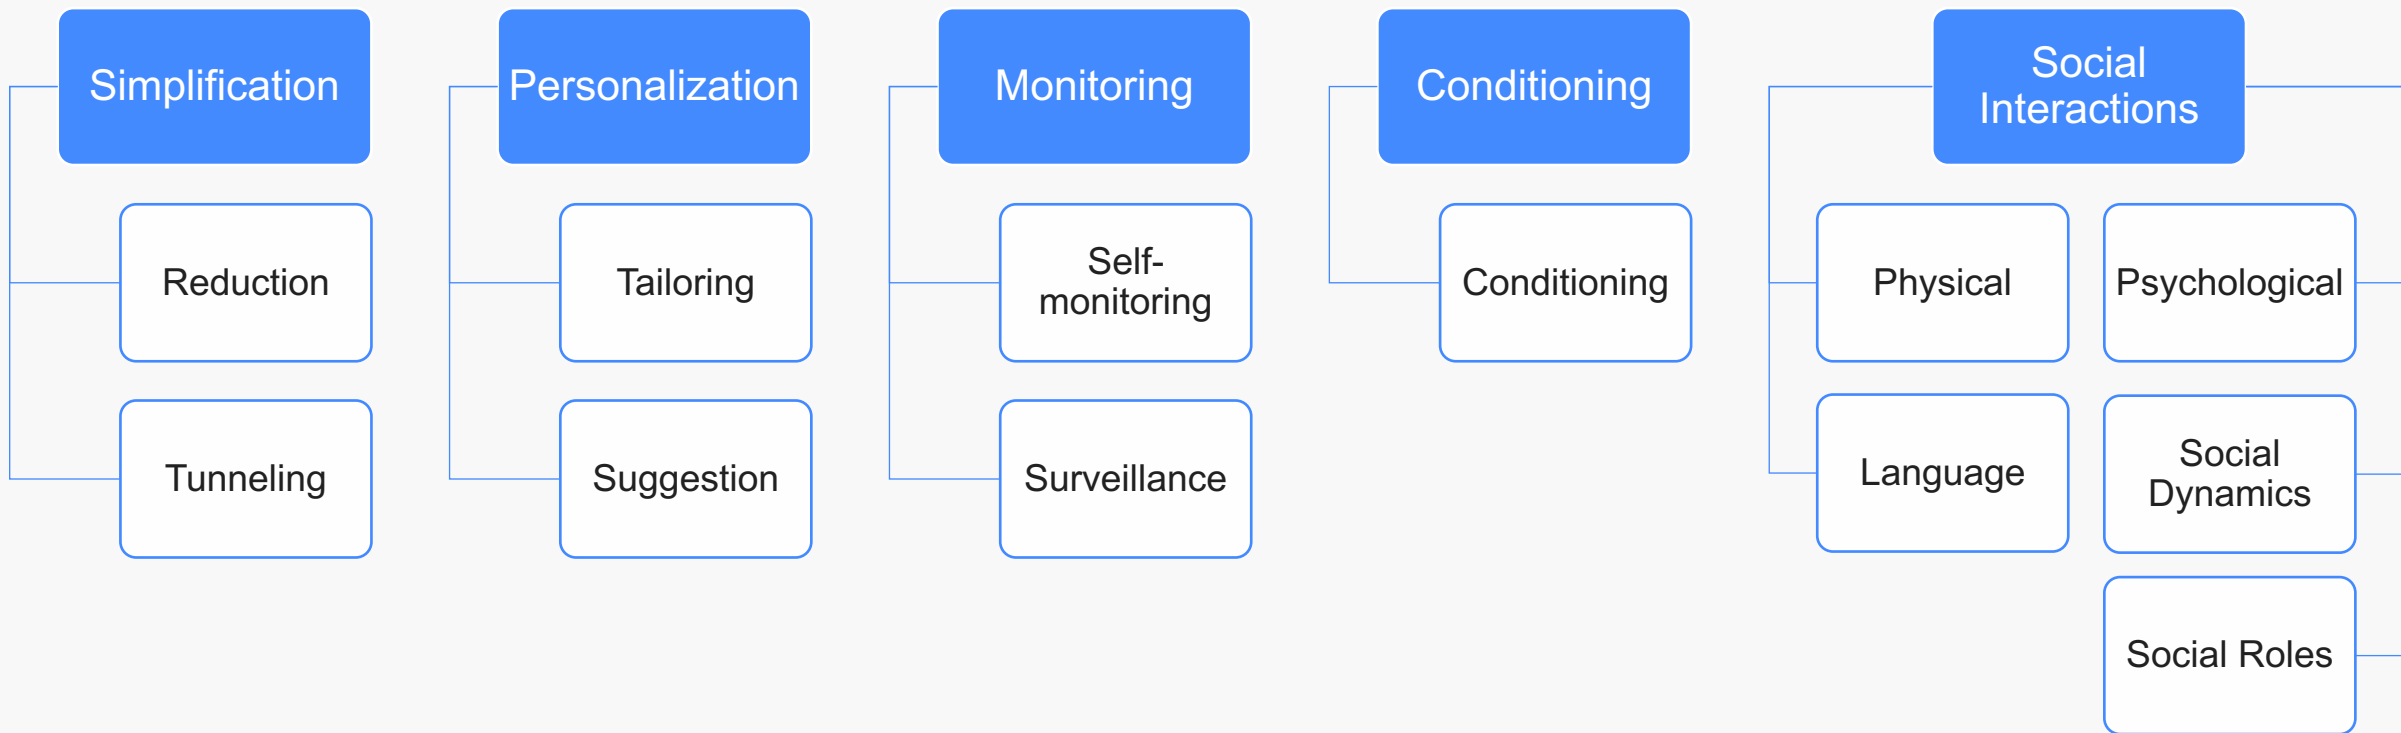 Simplification
Reduction
Tunneling
Personalization
Tailoring
Suggestion
Monitoring
Self-
monitoring
Surveillance
Conditioning
Conditioning
Social
Interactions
Physical
Language
Psychological
Social
Dynamics
Social Roles